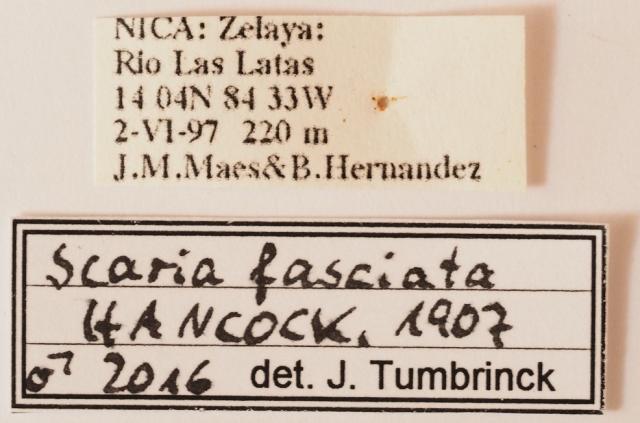 NICA: Zelaya:
Rio Las Latas
14 04N 84 33W
2-VI-97 220 m
J.M.Maes&B.Hernandez
Scaria fasciata
HANCOCK, 1907
♂ 2016 det. J. Tumbrinck